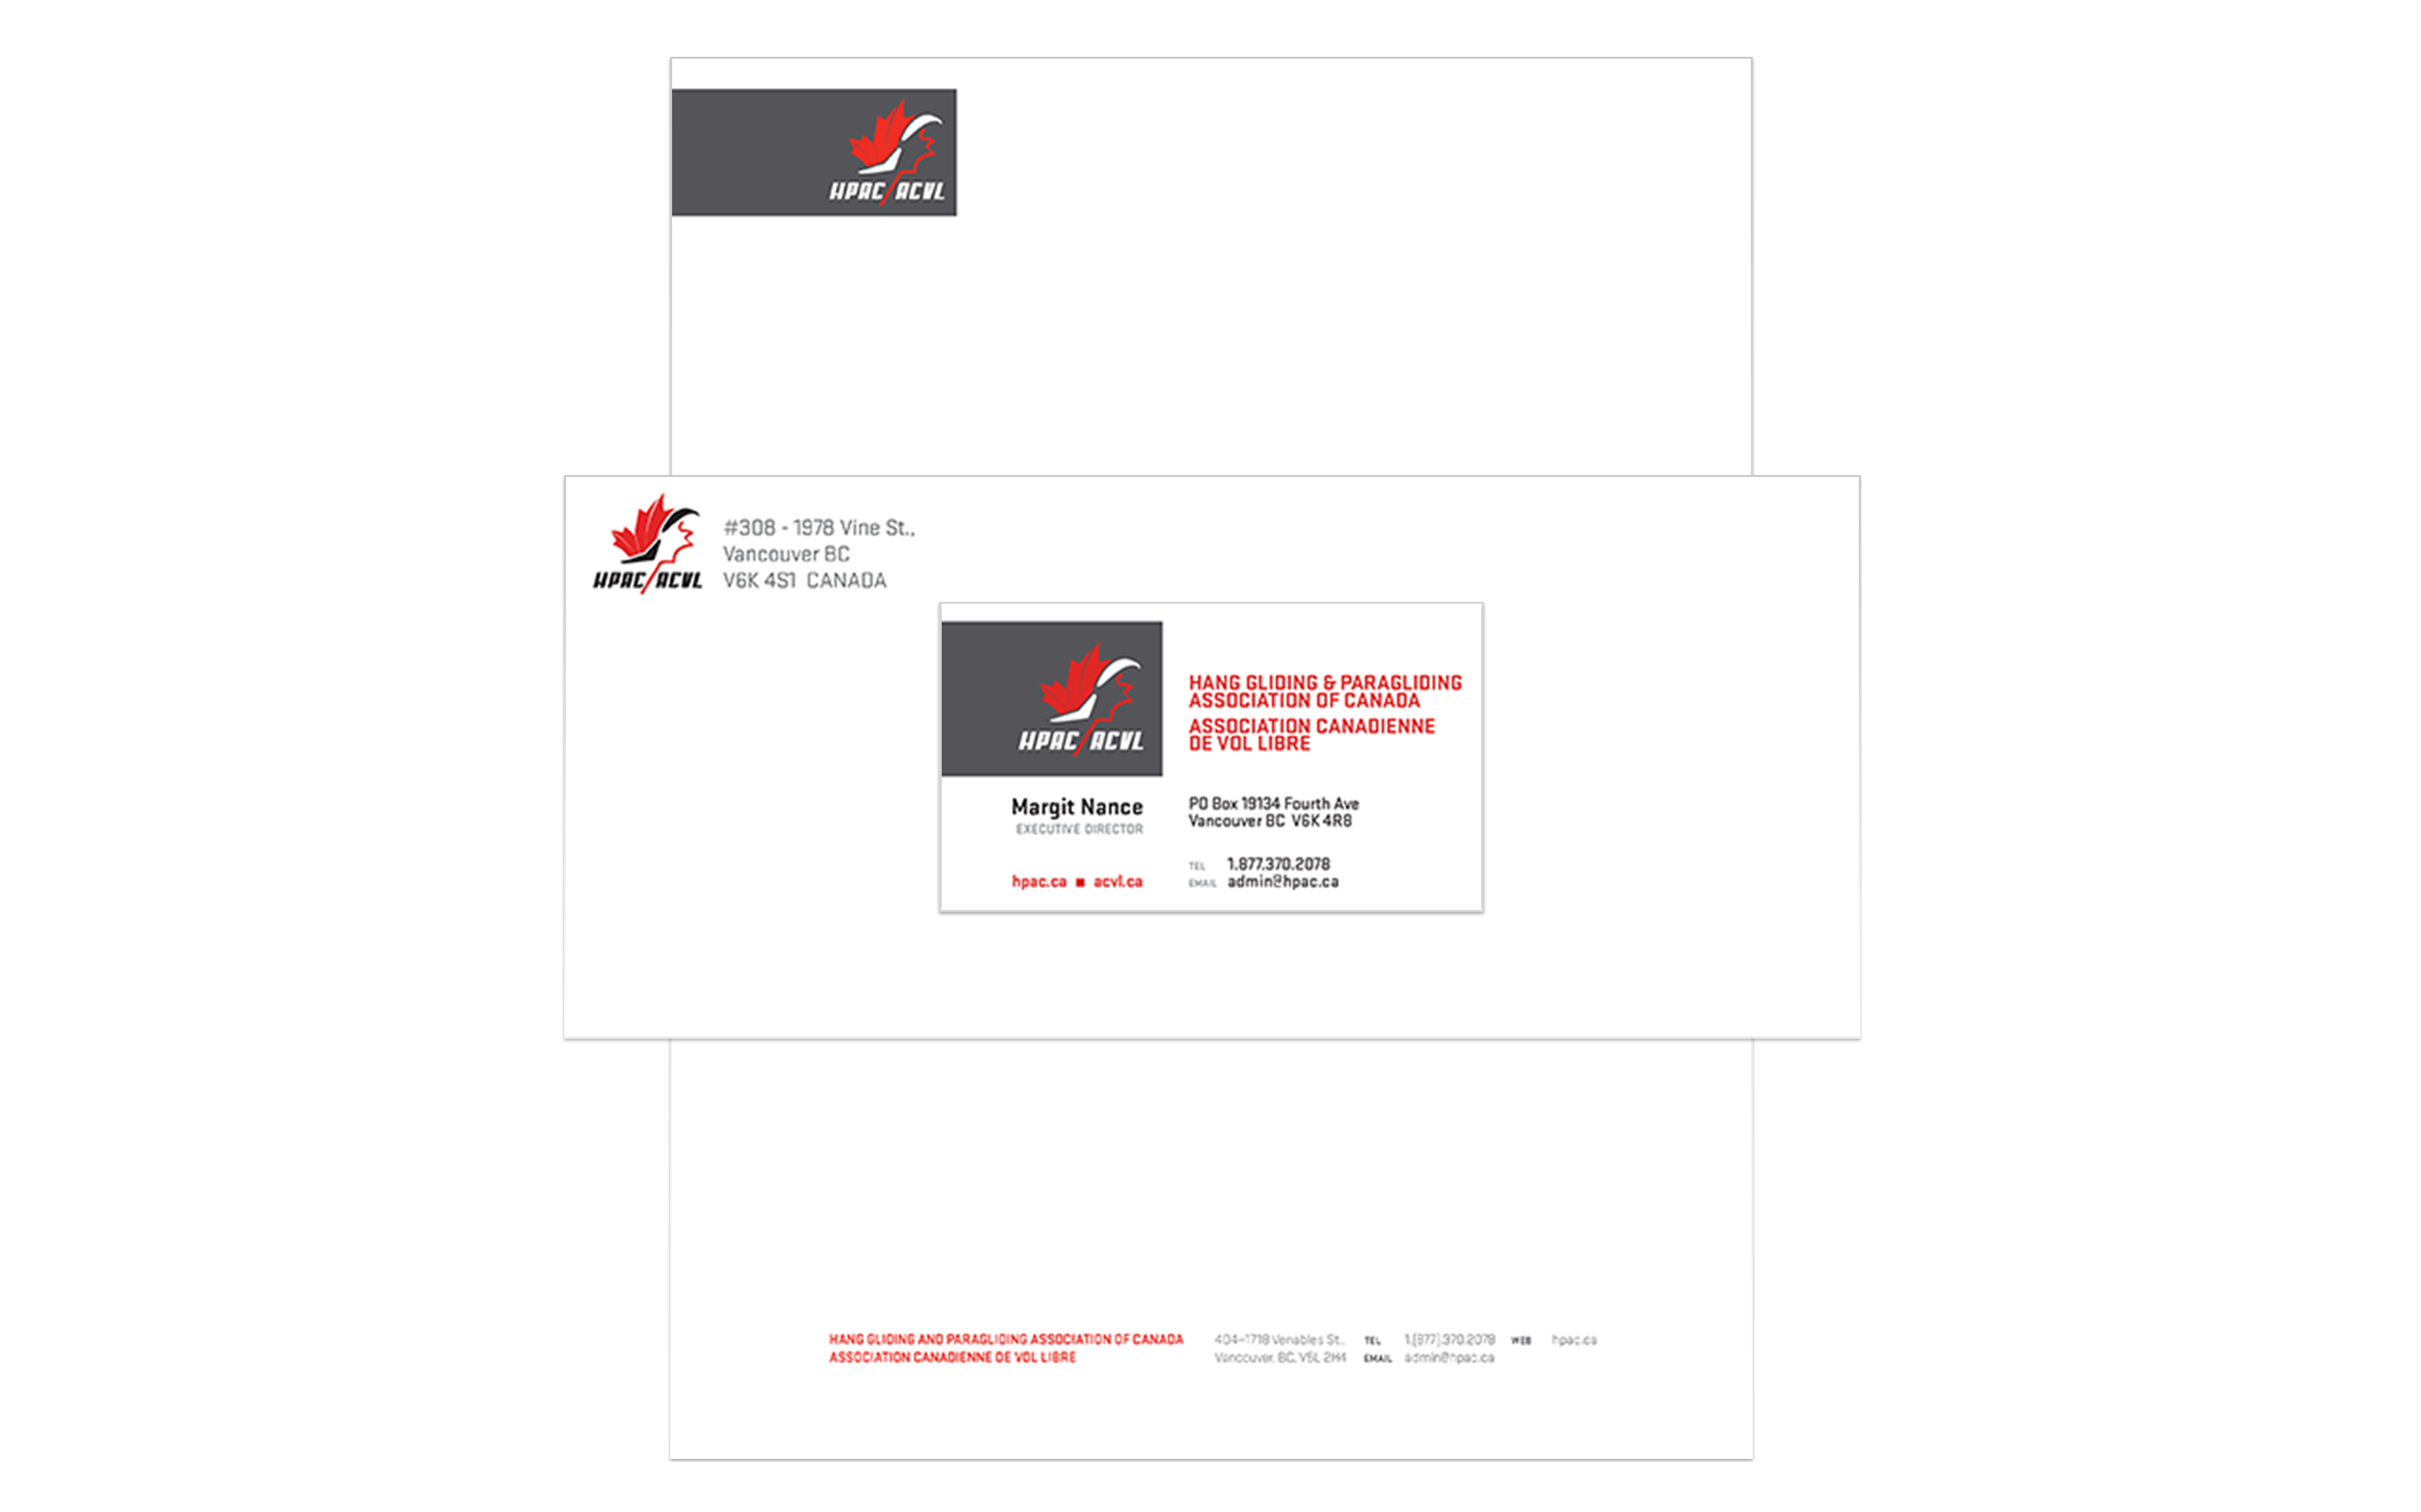 HPAC/ACVL
#308 - 1978 Vine St.,
Vancouver BC
V6K 4S1 CANADA
HPAC/ACVL
HPAC/ACVL
HANG GLIDING & PARAGLIDING
ASSOCIATION OF CANADA
ASSOCIATION CANADIENNE
DE VOL LIBRE
Margit Nance
EXECUTIVE DIRECTOR
PO Box 19134 Fourth Ave
Vancouver BC V6K 4R8
TEL 1.877.370.2078
EMAIL admin@hpac.ca
hpac.ca ■ acvl.ca
HANG GLIDING AND PARAGLIDING ASSOCIATION OF CANADA
ASSOCIATION CANADIENNE DE VOL LIBRE
404–1718 Venables St.,
Vancouver, BC, V5L 2H4
TEL 1.(877).370.2078 WEB hpac.ca
EMAIL admin@hpac.ca